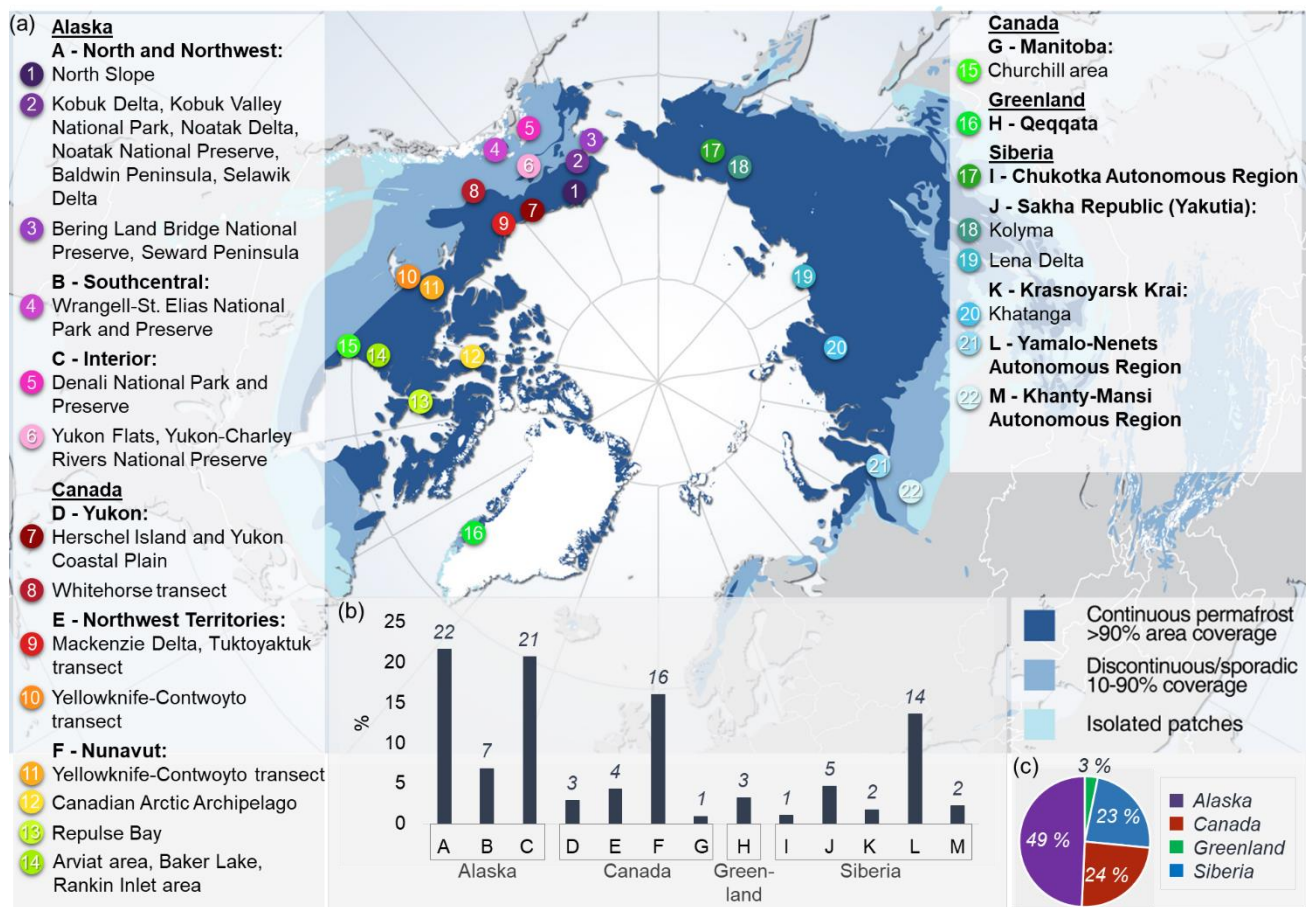 (a)
Alaska
A - North and Northwest:
1 North Slope
2 Kobuk Delta, Kobuk Valley
National Park, Noatak Delta,
Noatak National Preserve,
Baldwin Peninsula, Selawik
Delta
3 Bering Land Bridge National
Preserve, Seward Peninsula
B - Southcentral:
4 Wrangell-St. Elias National
Park and Preserve
C - Interior:
5 Denali National Park and
Preserve
6 Yukon Flats, Yukon-Charley
Rivers National Preserve
Canada
D - Yukon:
7 Herschel Island and Yukon
Coastal Plain
8 Whitehorse transect
E - Northwest Territories:
9 Mackenzie Delta, Tuktoyaktuk
transect
10 Yellowknife-Contwoyto
transect
F - Nunavut:
11 Yellowknife-Contwoyto transect
12 Canadian Arctic Archipelago
13 Repulse Bay
14 Arviat area, Baker Lake,
Rankin Inlet area
5
4
3
2
6
1
8
7
9
10
11
12
15
14
13
16
17
18
19
20
21
22
Canada
G - Manitoba:
15 Churchill area
Greenland
16 H - Qeqqata
Siberia
17 I - Chukotka Autonomous Region
J - Sakha Republic (Yakutia):
18 Kolyma
19 Lena Delta
K - Krasnoyarsk Krai:
20 Khatanga
21 L - Yamalo-Nenets
Autonomous Region
22 M - Khanty-Mansi
Autonomous Region
Continuous permafrost
>90% area coverage
Discontinuous/sporadic
10-90% coverage
Isolated patches
(b)
25
20
15
10
5
0
%
22 7 21 3 4 16 1 3 1 5 2 14 2
A B C D E F G H I J K L M
Alaska Canada Green-
land Siberia
(c)
3 %
23 %
49 %
24 %
Alaska
Canada
Greenland
Siberia